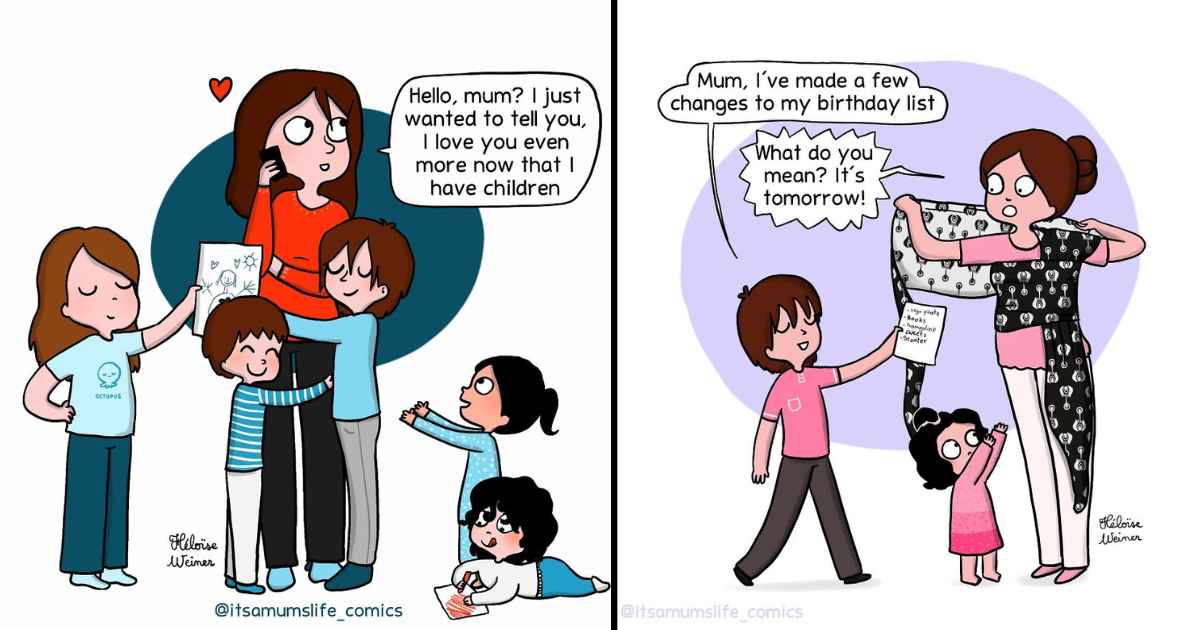 Hello, mum? I just
wanted to tell you,
I love you even
more now that I
have children
OCTOPUS
Héloïse
Weiner
@itsamumslife_comics
Mum, I´ve made a few
changes to my birthday list
What do you
mean? It´s
tomorrow!
-Books
sweets
-Scooter
Héloïse
Weiner
@itsamumslife_comics